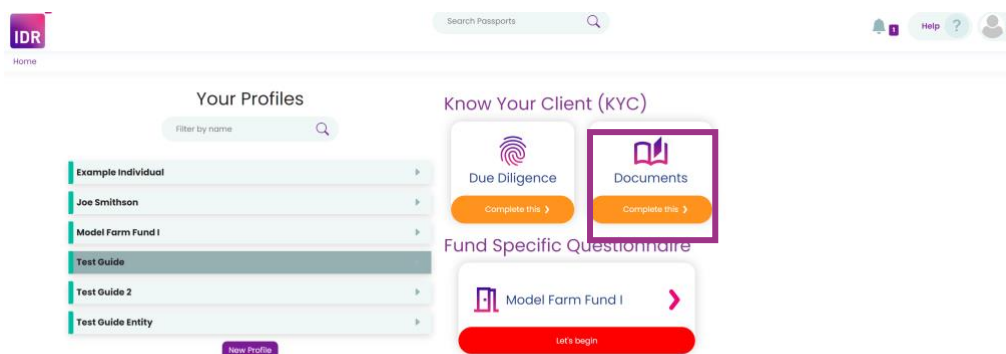 Search Passports
1
Help ?
IDR
Home
Your Profiles
Filter by name
Example Individual
Joe Smithson
Model Farm Fund I
Test Guide
Test Guide 2
Test Guide Entity
New Profile
Know Your Client (KYC)
Due Diligence
Complete this
Documents
Complete this
Fund Specific Questionnaire
Model Farm Fund I
Let's begin